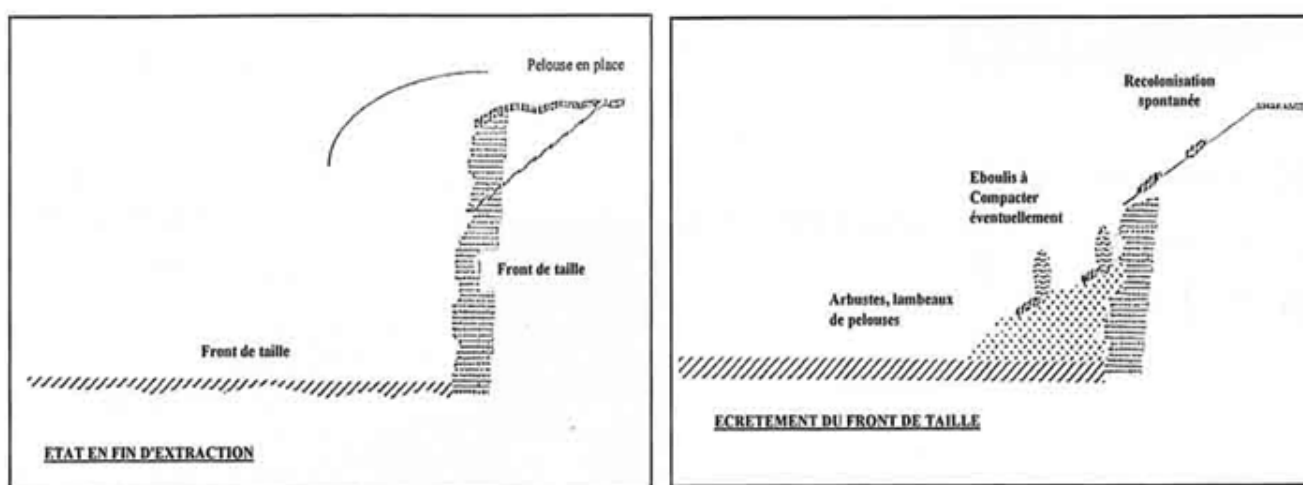 Pelouse en place
Front de taille
Front de taille
ETAT EN FIN D'EXTRACTION
Recolonisation
spontanée
Eboulis à
Compacter
éventuellement
Arbustes, lambeaux
de pelouses
ECRETEMENT DU FRONT DE TAILLE